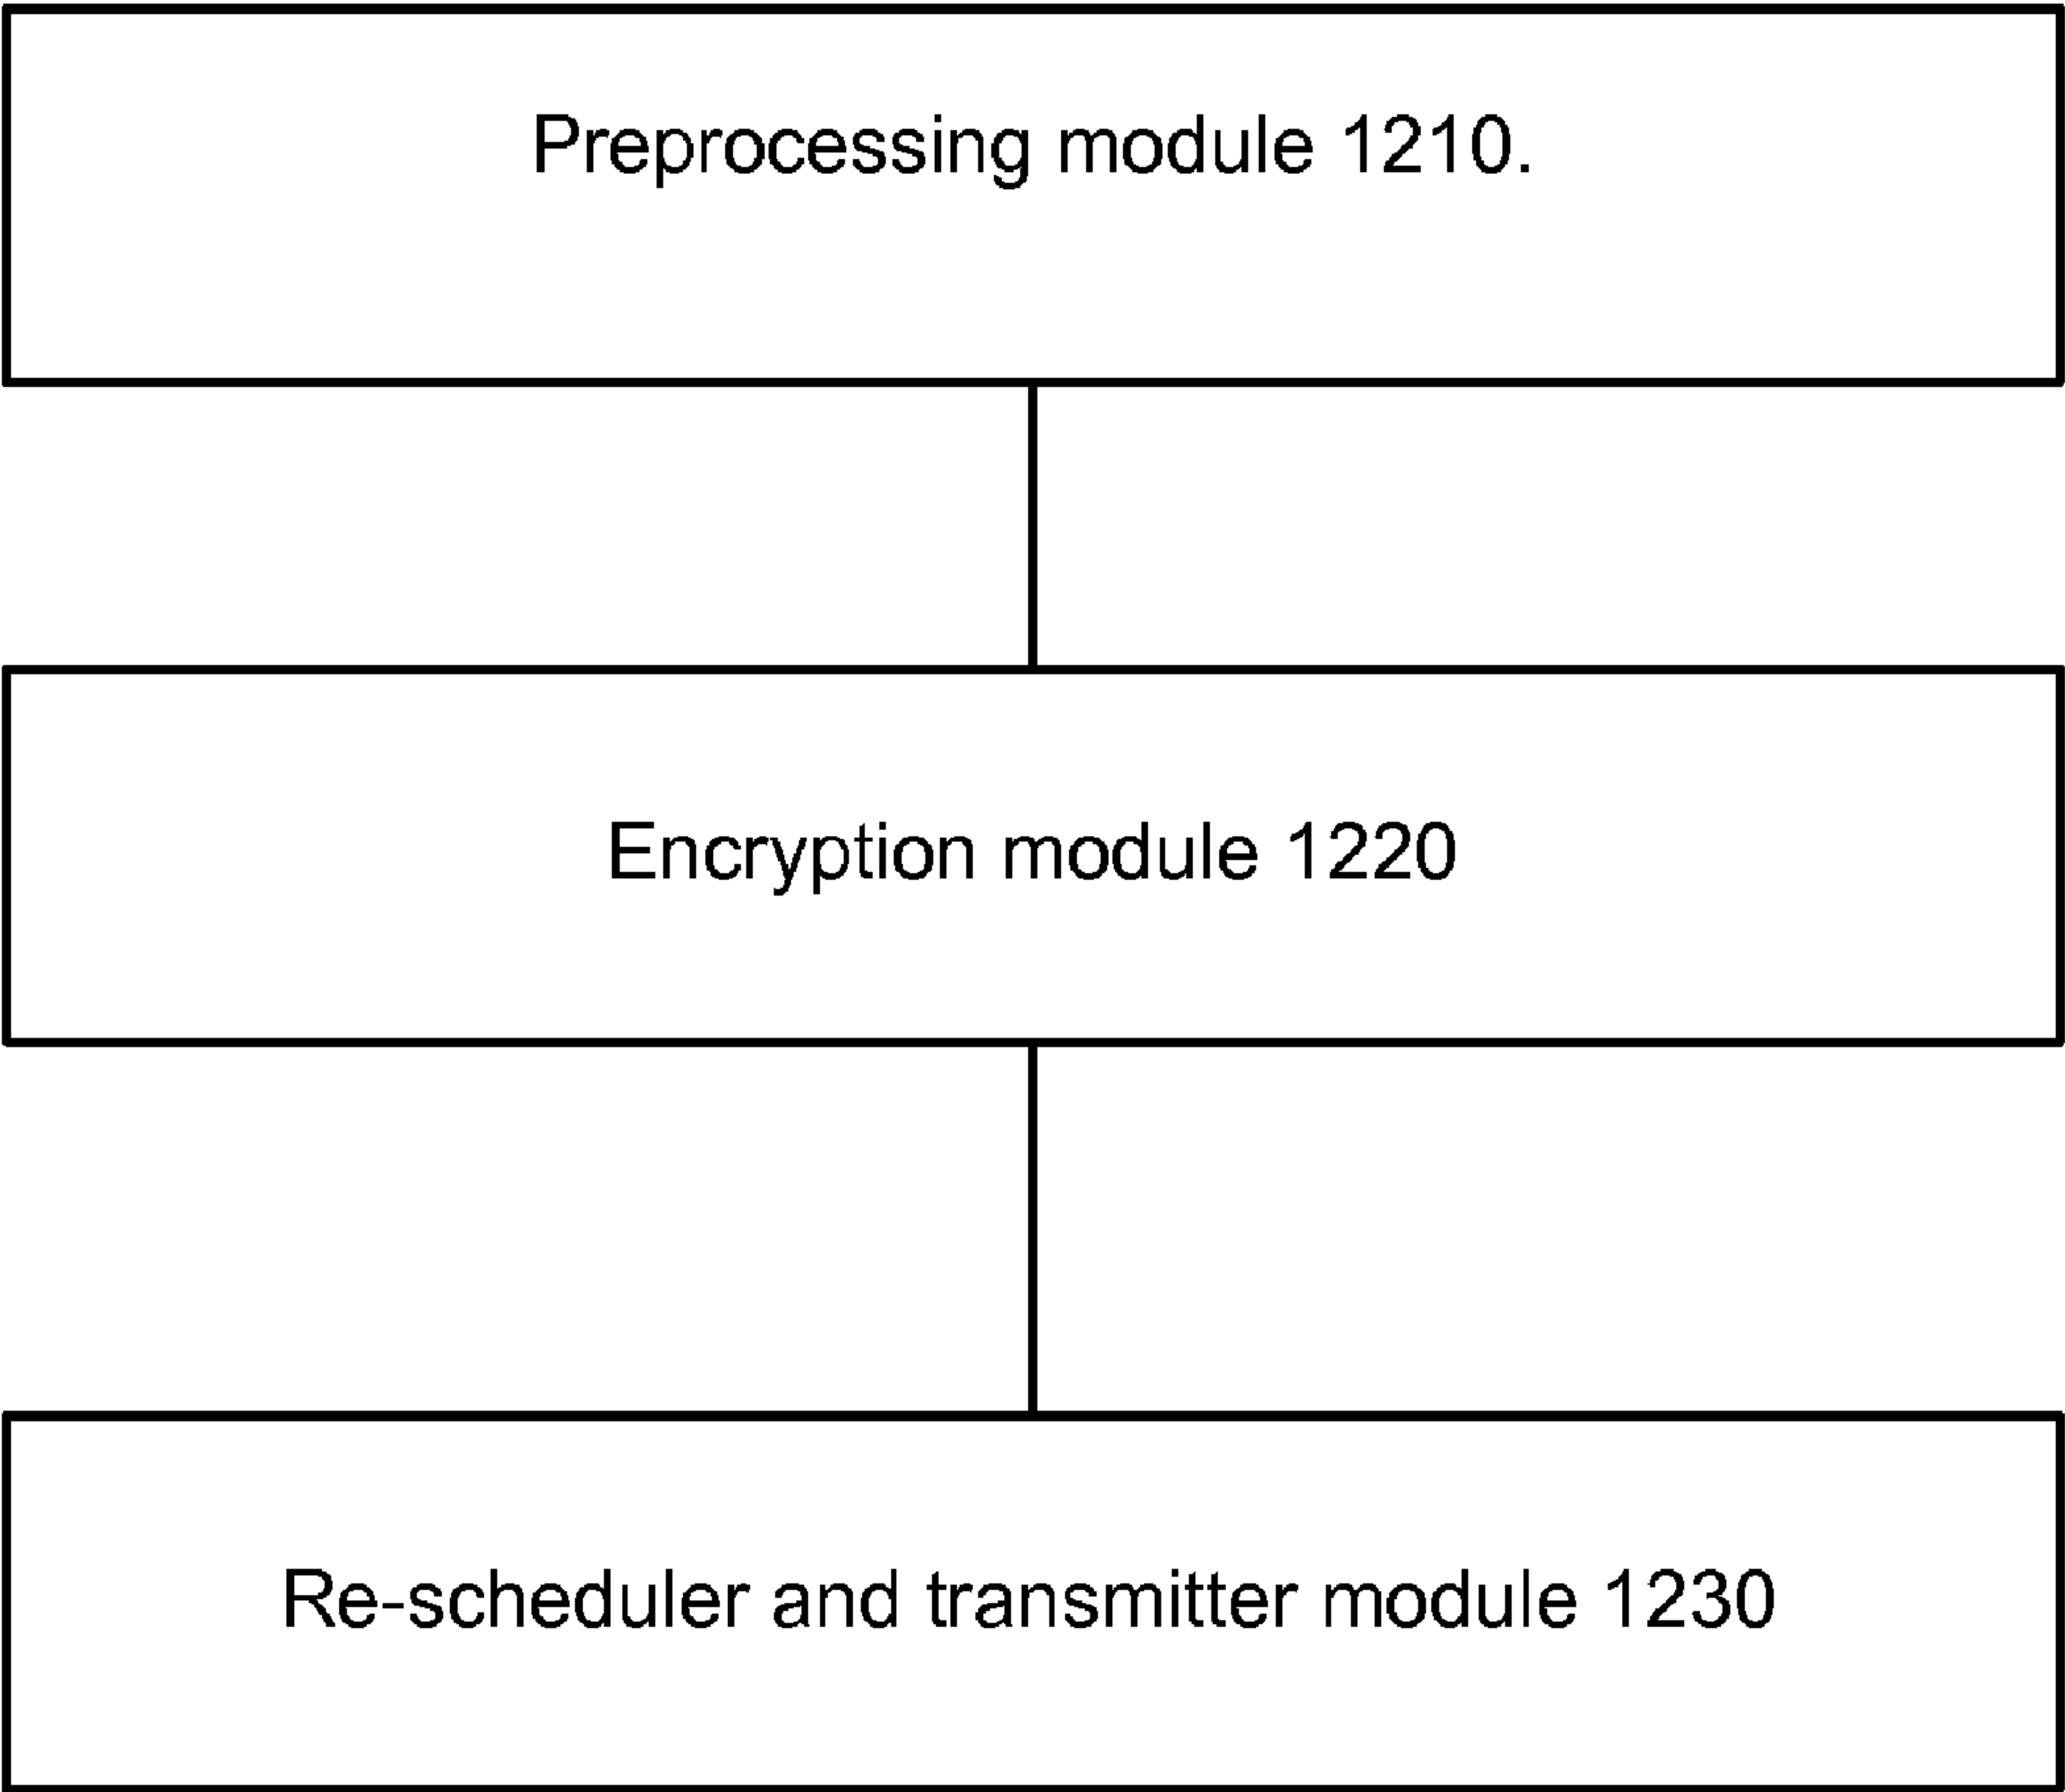 Preprocessing module 1210.
Encryption module 1220
Re-scheduler and transmitter module 1230